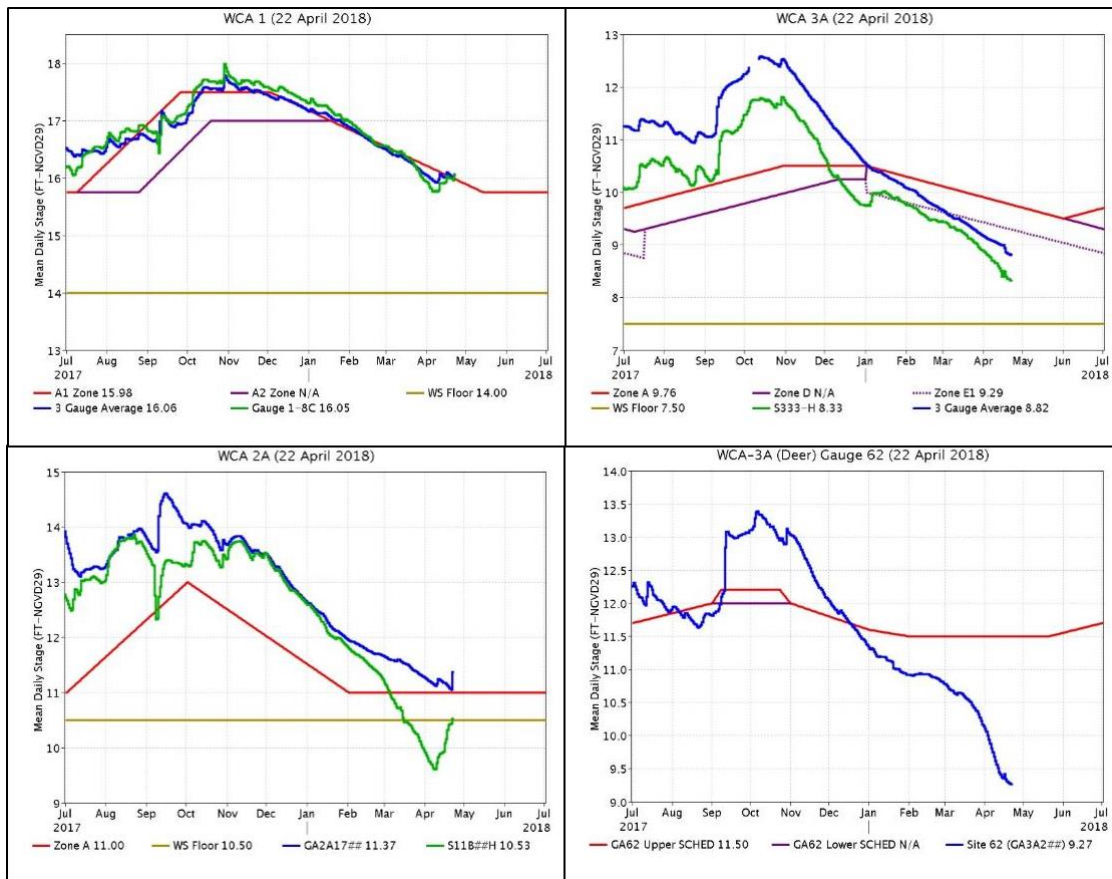 WCA 1 (22 April 2018)
Mean Daily Stage (FT-NGVD29)
18
17
16
15
14
13
Jul Aug Sep Oct Nov Dec Jan Feb Mar Apr May Jun Jul
2017 2018
A1 Zone 15.98 A2 Zone N/A WS Floor 14.00
3 Gauge Average 16.06 Gauge 1-8C 16.05
WCA 3A (22 April 2018)
Mean Daily Stage (FT-NGVD29)
13
12
11
10
9
8
7
Jul Aug Sep Oct Nov Dec Jan Feb Mar Apr May Jun Jul
2017 2018
Zone A 9.76 Zone D N/A Zone E1 9.29
WS Floor 7.50 S333-H 8.33 3 Gauge Average 8.82
WCA 2A (22 April 2018)
Mean Daily Stage (FT-NGVD29)
15
14
13
12
11
10
9
Jul Aug Sep Oct Nov Dec Jan Feb Mar Apr May Jun Jul
2017 2018
Zone A 11.00 WS Floor 10.50 GA2A17## 11.37 S11B##H 10.53
WCA-3A (Deer) Gauge 62 (22 April 2018)
Mean Daily Stage (FT-NGVD29)
14.0
13.5
13.0
12.5
12.0
11.5
11.0
10.5
10.0
9.5
9.0
Jul Aug Sep Oct Nov Dec Jan Feb Mar Apr May Jun Jul
2017 2018
GA62 Upper SCHED 11.50 GA62 Lower SCHED N/A Site 62 (GA3A2##) 9.27